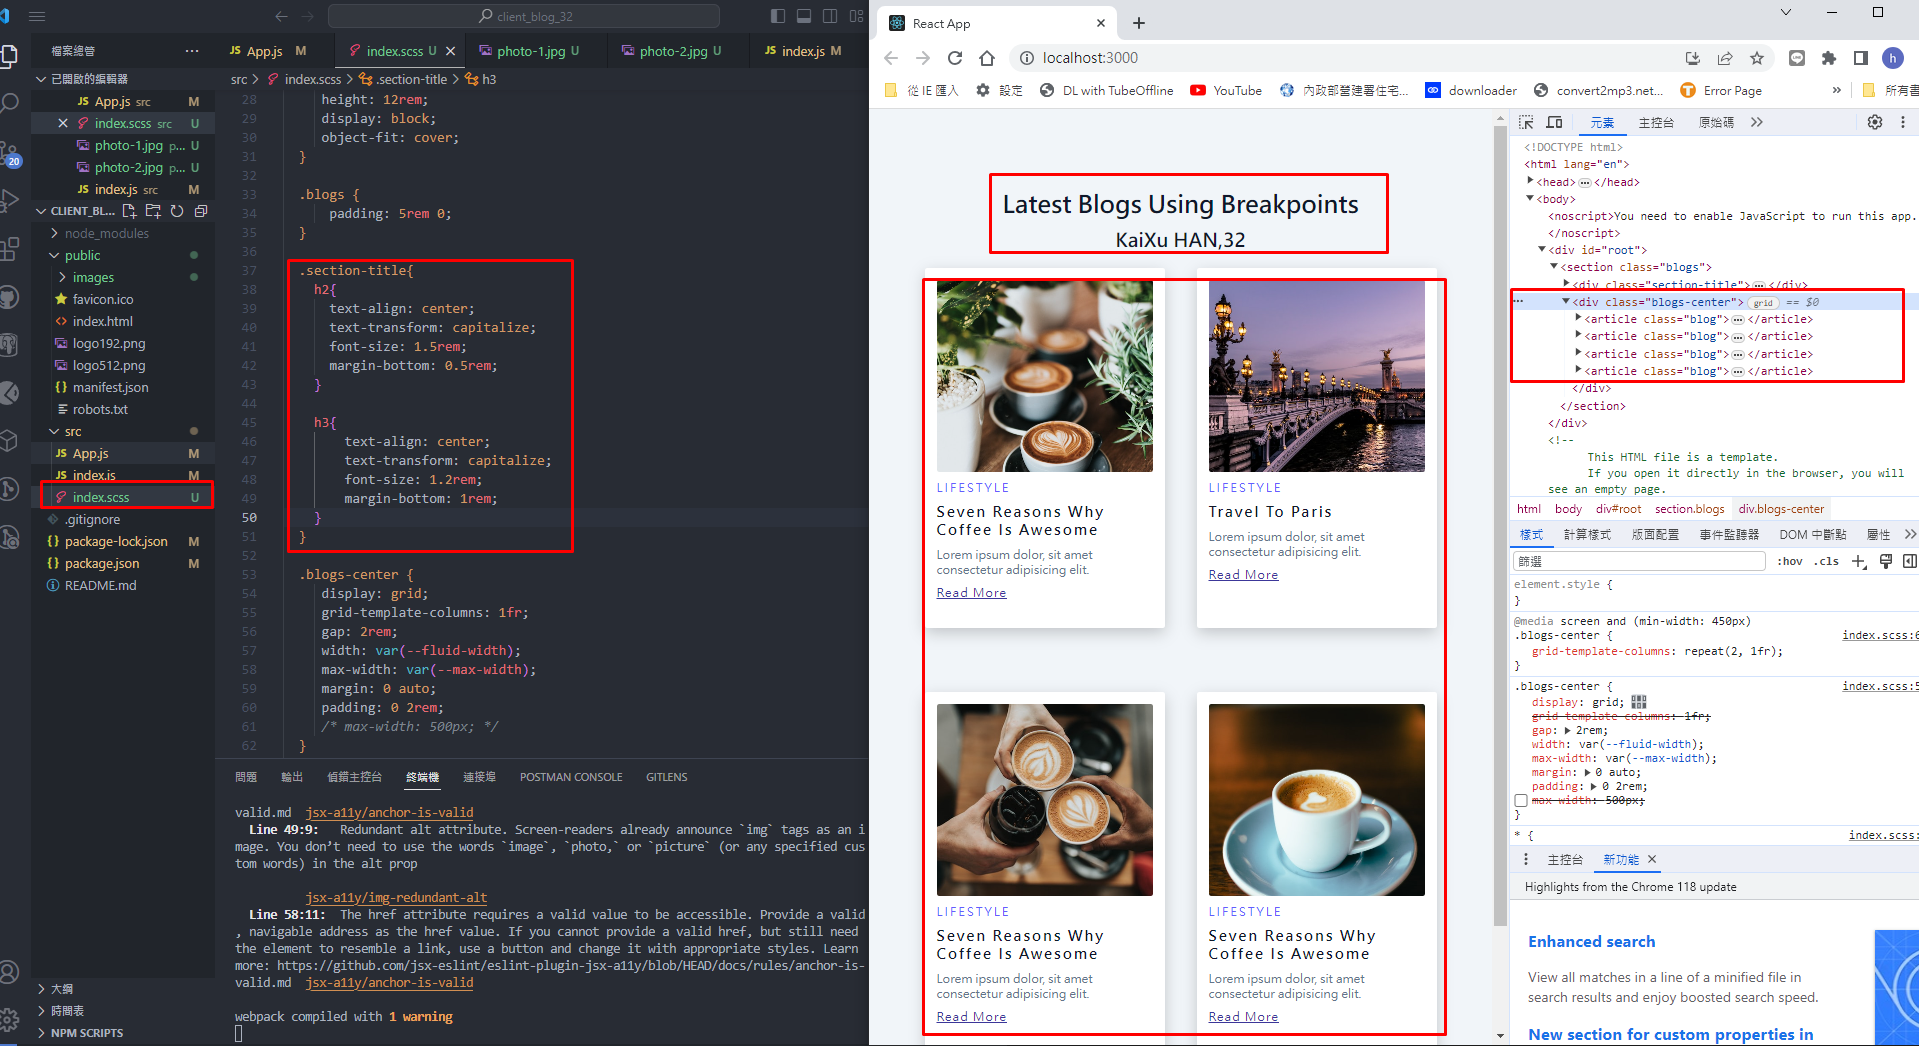 client_blog_32
檔案總管 ···
JS App.js M
index.scss U ×
photo-1.jpg U
photo-2.jpg U
JS index.js M
已開啟的編輯器
JS App.js src M
× index.scss src U
photo-1.jpg p... U
photo-2.jpg p... U
JS index.js src M
CLIENT_BL...
node_modules
public
images
favicon.ico
<> index.html
logo192.png
logo512.png
{} manifest.json
robots.txt
src
JS App.js M
JS index.js M
index.scss U
.gitignore
{} package-lock.json M
{} package.json M
README.md
大綱
時間表
NPM SCRIPTS
20
src > index.scss > .section-title > h3
28 height: 12rem;
29 display: block;
30 object-fit: cover;
31 }
32
33 .blogs {
34 padding: 5rem 0;
35 }
36
37 .section-title{
38 h2{
39 text-align: center;
40 text-transform: capitalize;
41 font-size: 1.5rem;
42 margin-bottom: 0.5rem;
43 }
44
45 h3{
46 text-align: center;
47 text-transform: capitalize;
48 font-size: 1.2rem;
49 margin-bottom: 1rem;
50 }
51 }
52
53 .blogs-center {
54 display: grid;
55 grid-template-columns: 1fr;
56 gap: 2rem;
57 width: var(--fluid-width);
58 max-width: var(--max-width);
59 margin: 0 auto;
60 padding: 0 2rem;
61 /* max-width: 500px; */
62 }
問題 輸出 偵錯主控台 終端機 連接埠 POSTMAN CONSOLE GITLENS
valid.md jsx-a11y/anchor-is-valid
Line 49:9: Redundant alt attribute. Screen-readers already announce `img` tags as an i
mage. You don’t need to use the words `image`, `photo,` or `picture` (or any specified cus
tom words) in the alt prop
jsx-a11y/img-redundant-alt
Line 58:11: The href attribute requires a valid value to be accessible. Provide a valid
, navigable address as the href value. If you cannot provide a valid href, but still need
the element to resemble a link, use a button and change it with appropriate styles. Learn
more: https://github.com/jsx-eslint/eslint-plugin-jsx-a11y/blob/HEAD/docs/rules/anchor-is-
valid.md jsx-a11y/anchor-is-valid
webpack compiled with 1 warning
React App
localhost:3000
h
從 IE 匯入
設定
DL with TubeOffline
YouTube
內政部營建署住宅...
downloader
convert2mp3.net...
Error Page
»
所有書
Latest Blogs Using Breakpoints
KaiXu HAN,32
LIFESTYLE
Seven Reasons Why
Coffee Is Awesome
Lorem ipsum dolor, sit amet
consectetur adipisicing elit.
Read More
LIFESTYLE
Travel To Paris
Lorem ipsum dolor, sit amet
consectetur adipisicing elit.
Read More
LIFESTYLE
Seven Reasons Why
Coffee Is Awesome
Lorem ipsum dolor, sit amet
consectetur adipisicing elit.
Read More
LIFESTYLE
Seven Reasons Why
Coffee Is Awesome
Lorem ipsum dolor, sit amet
consectetur adipisicing elit.
Read More
元素 主控台 原始碼 »
<!DOCTYPE html>
<html lang="en">
<head>···</head>
<body>
<noscript>You need to enable JavaScript to run this app.
</noscript>
<div id="root">
<section class="blogs">
<div class="section-title">···</div>
··· <div class="blogs-center"> grid == $0
<article class="blog">···</article>
<article class="blog">···</article>
<article class="blog">···</article>
<article class="blog">···</article>
</div>
</section>
</div>
<!--
This HTML file is a template.
If you open it directly in the browser, you will
see an empty page.
html body div#root section.blogs div.blogs-center
樣式 計算樣式 版面配置 事件監聽器 DOM 中斷點 屬性 »
篩選 :hov .cls
element.style {
}
@media screen and (min-width: 450px)
.blogs-center { index.scss:6
grid-template-columns: repeat(2, 1fr);
}
.blogs-center { index.scss:5
display: grid;
grid-template-columns: 1fr;
gap: 2rem;
width: var(--fluid-width);
max-width: var(--max-width);
margin: 0 auto;
padding: 0 2rem;
max-width: 500px;
}
* { index.scss:
主控台 新功能 ×
Highlights from the Chrome 118 update
Enhanced search
View all matches in a line of a minified file in
search results and enjoy boosted search speed.
New section for custom properties in